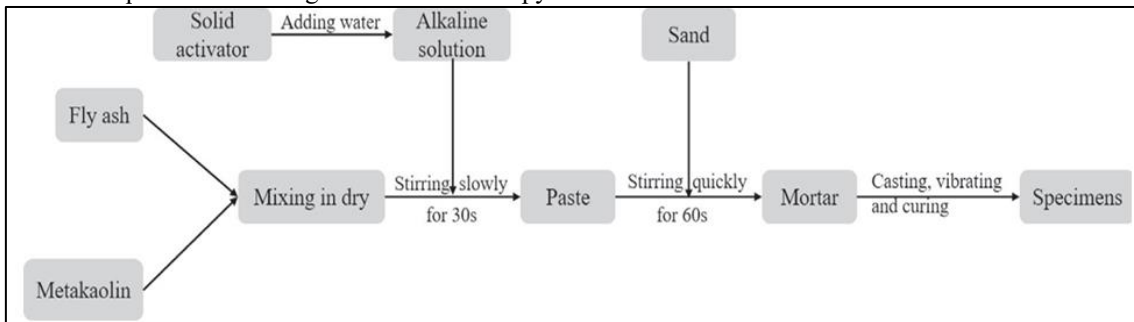 Solid
activator
Adding water
Alkaline
solution
Sand
Fly ash
Metakaolin
Mixing in dry
Stirring slowly
for 30s
Paste
Stirring quickly
for 60s
Mortar
Casting, vibrating
and curing
Specimens